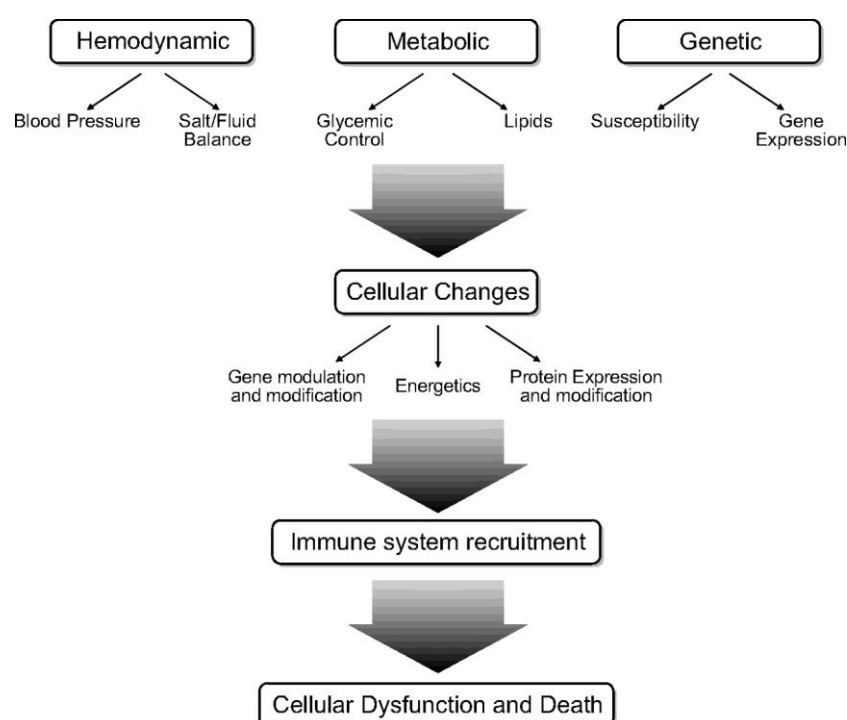 Hemodynamic
Metabolic
Genetic
Blood Pressure
Salt/Fluid
Balance
Glycemic
Control
Lipids
Susceptibility
Gene
Expression
Cellular Changes
Gene modulation
and modification
Energetics
Protein Expression
and modification
Immune system recruitment
Cellular Dysfunction and Death